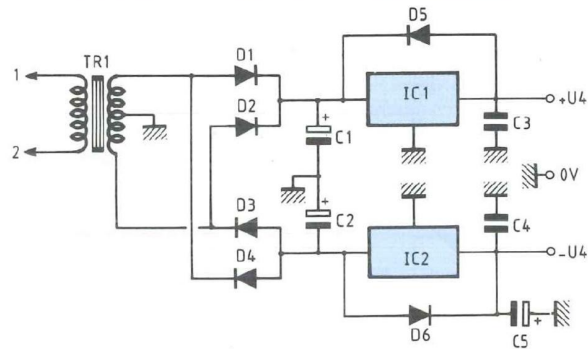 1
2
TR1
D1
D2
D3
D4
D5
IC1
+
C1
+
C2
IC2
D6
C3
C4
+
C5
+U4
0V
-U4